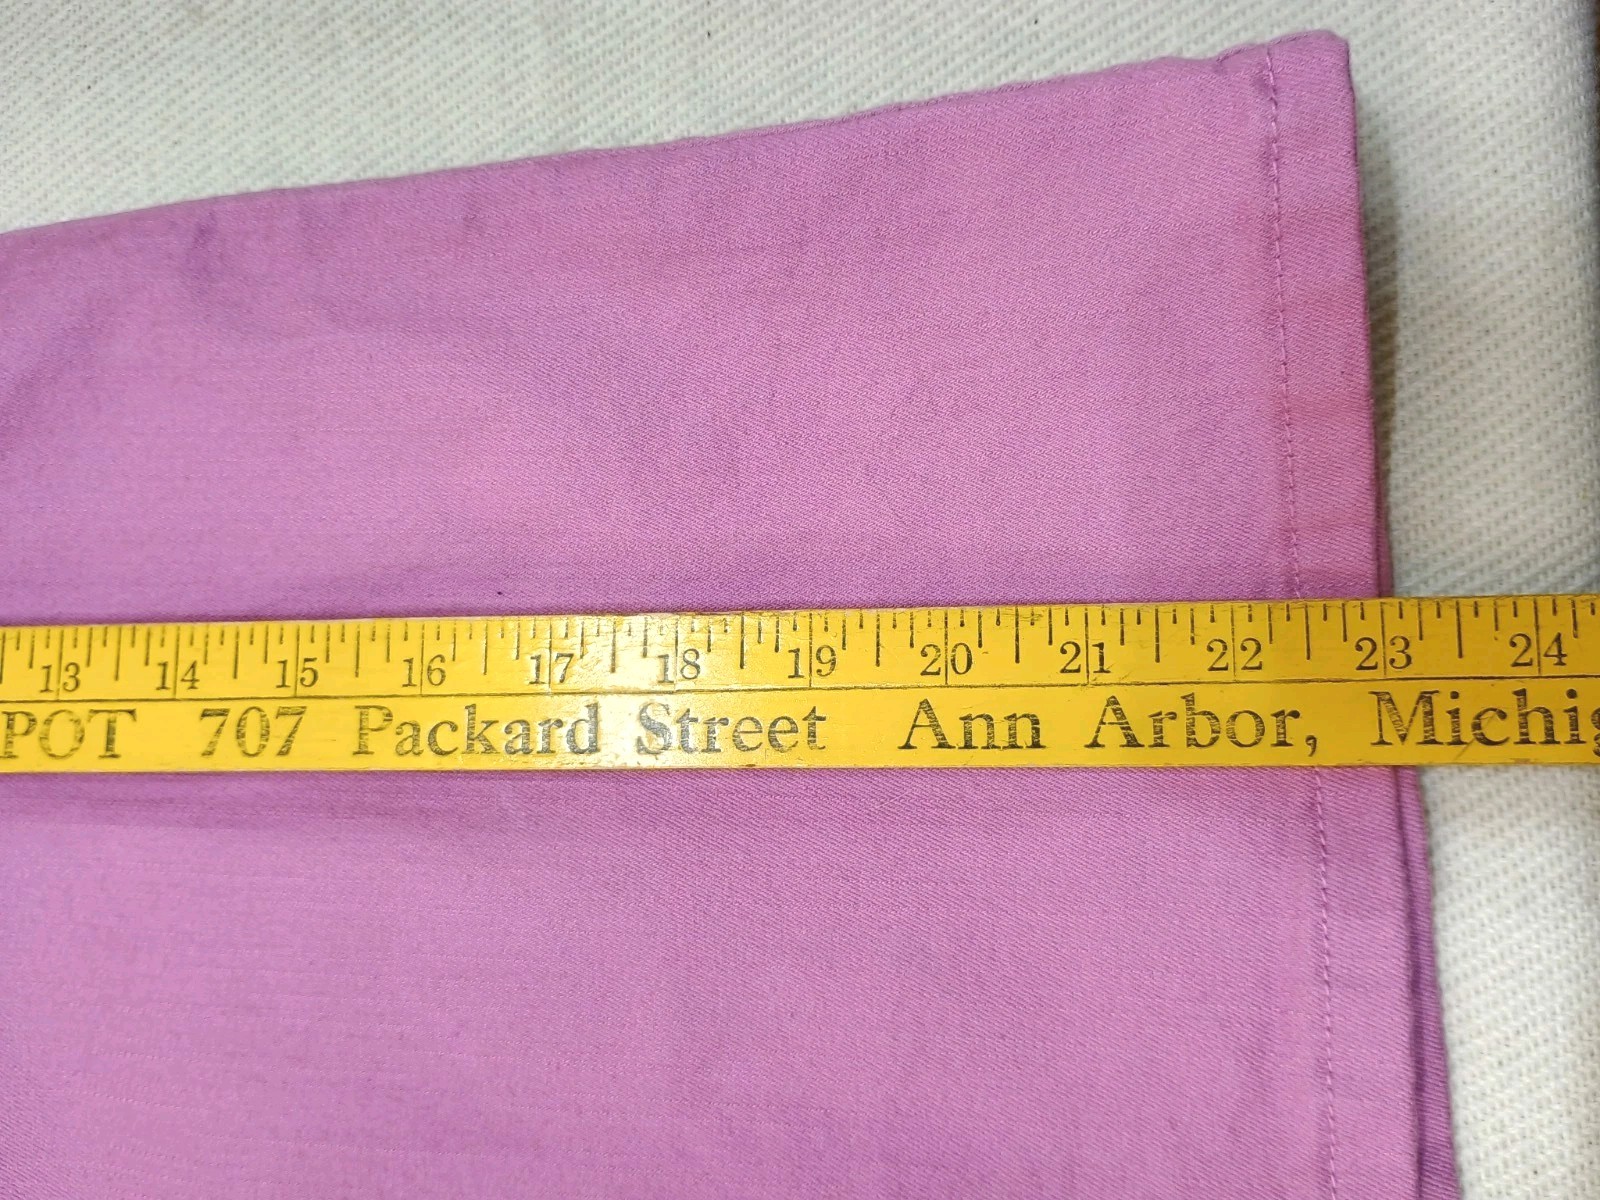 13 14 15 16 17 18 19 20 21 22 23 24
POT 707 Packard Street Ann Arbor, Michig